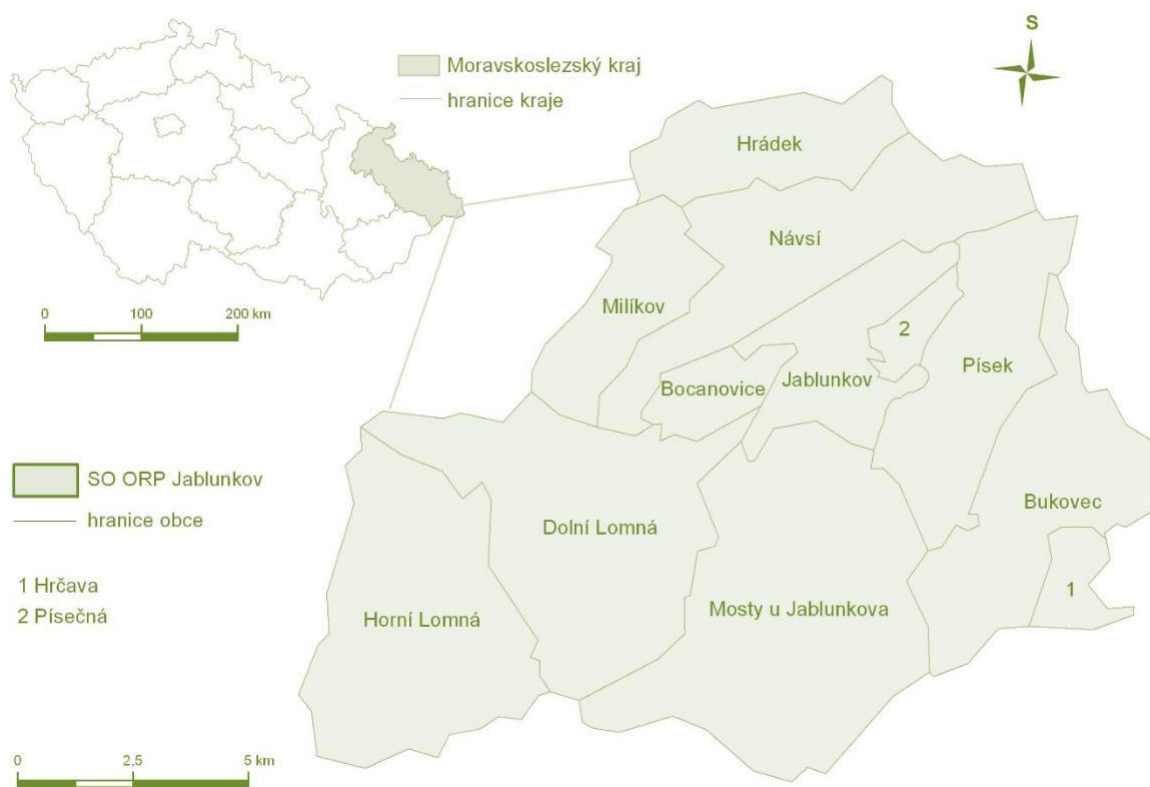 S
Moravskoslezský kraj
hranice kraje
0 100 200 km
Hrádek
Návsí
Milíkov
2
Písek
Bocanovice
Jablunkov
SO ORP Jablunkov
hranice obce
Bukovec
Dolní Lomná
1 Hrčava
2 Písečná
1
Mosty u Jablunkova
Horní Lomná
0 2,5 5 km